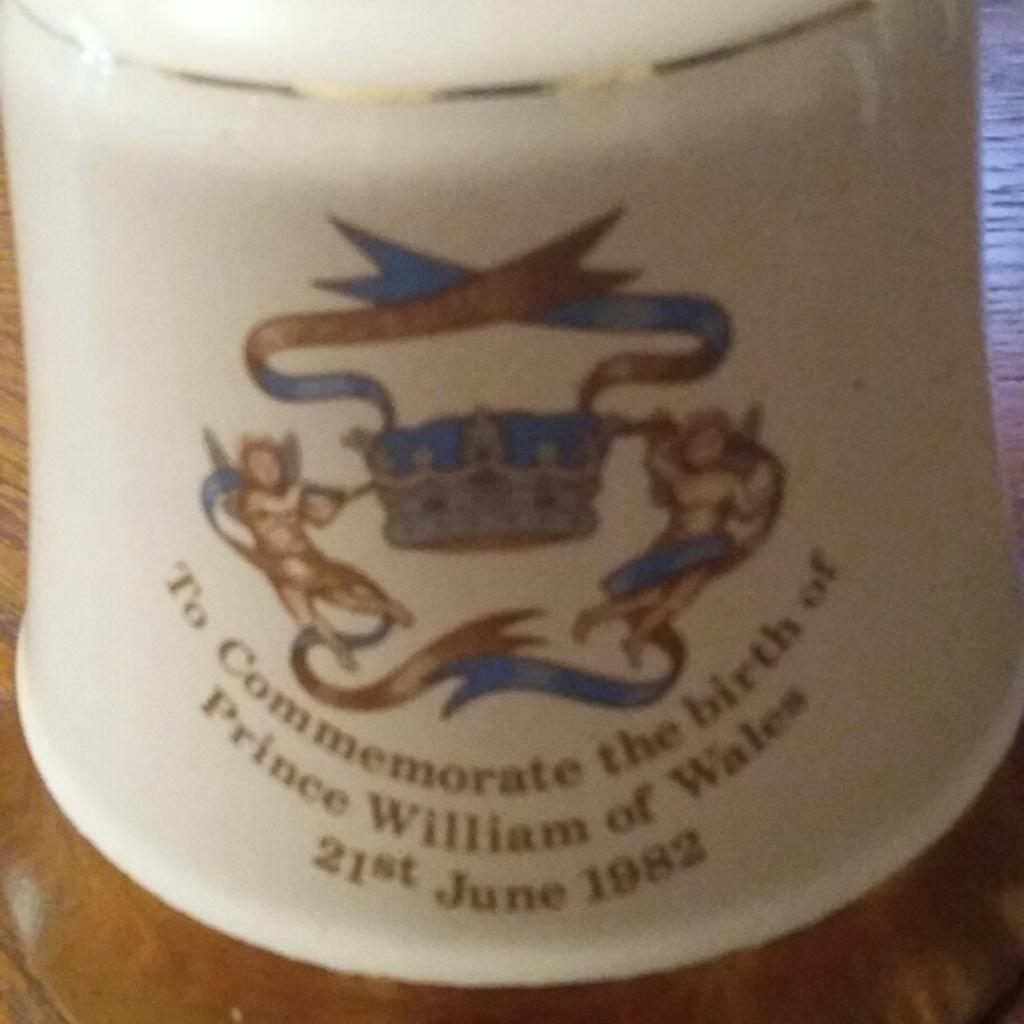 To Commemorate the birth of
Prince William of Wales
21st June 1982